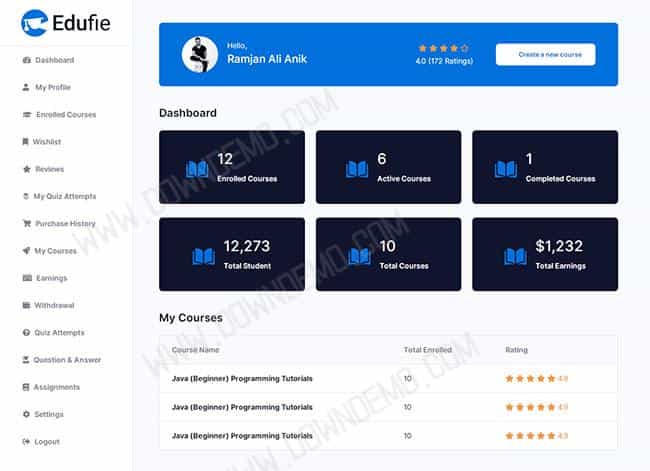 Edufie
Dashboard
My Profile
Enrolled Courses
Wishlist
Reviews
My Quiz Attempts
Purchase History
My Courses
Earnings
Withdrawal
Quiz Attempts
Question & Answer
Assignments
Settings
Logout
Hello,
Ramjan Ali Anik
4.0 (172 Ratings)
Create a new course
Dashboard
12
Enrolled Courses
6
Active Courses
1
Completed Courses
12,273
Total Student
10
Total Courses
$1,232
Total Earnings
My Courses
Course Name Total Enrolled Rating
Java (Beginner) Programming Tutorials 10 4.9
Java (Beginner) Programming Tutorials 10 4.9
Java (Beginner) Programming Tutorials 10 4.9
WWW.DOWNDEMO.COM
WWW.DOWNDEMO.COM
WWW.DOWNDEMO.COM